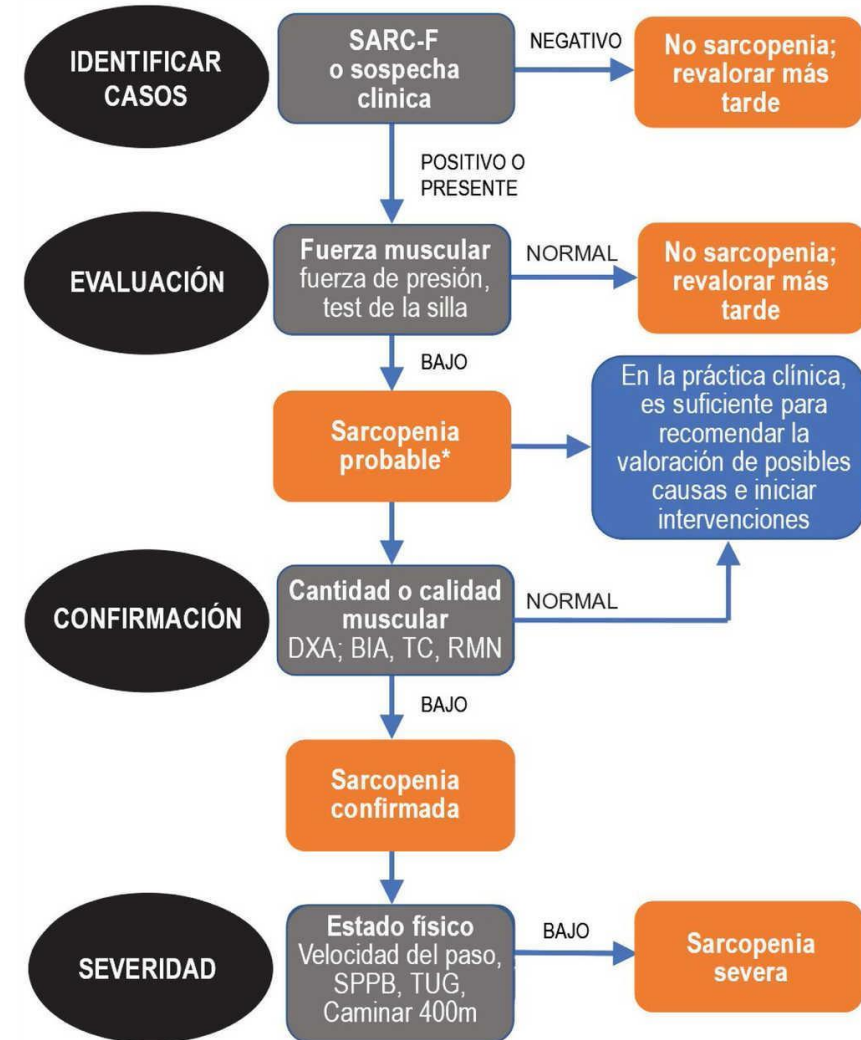 IDENTIFICAR
CASOS
SARC-F
o sospecha
clinica
NEGATIVO
No sarcopenia;
revalorar más
tarde
POSITIVO O
PRESENTE
EVALUACIÓN
Fuerza muscular
fuerza de presión,
test de la silla
NORMAL
No sarcopenia;
revalorar más
tarde
BAJO
Sarcopenia
probable*
En la práctica clínica,
es suficiente para
recomendar la
valoración de posibles
causas e iniciar
intervenciones
CONFIRMACIÓN
Cantidad o calidad
muscular
DXA; BIA, TC, RMN
NORMAL
BAJO
Sarcopenia
confirmada
SEVERIDAD
Estado físico
Velocidad del paso,
SPPB, TUG,
Caminar 400m
BAJO
Sarcopenia
severa